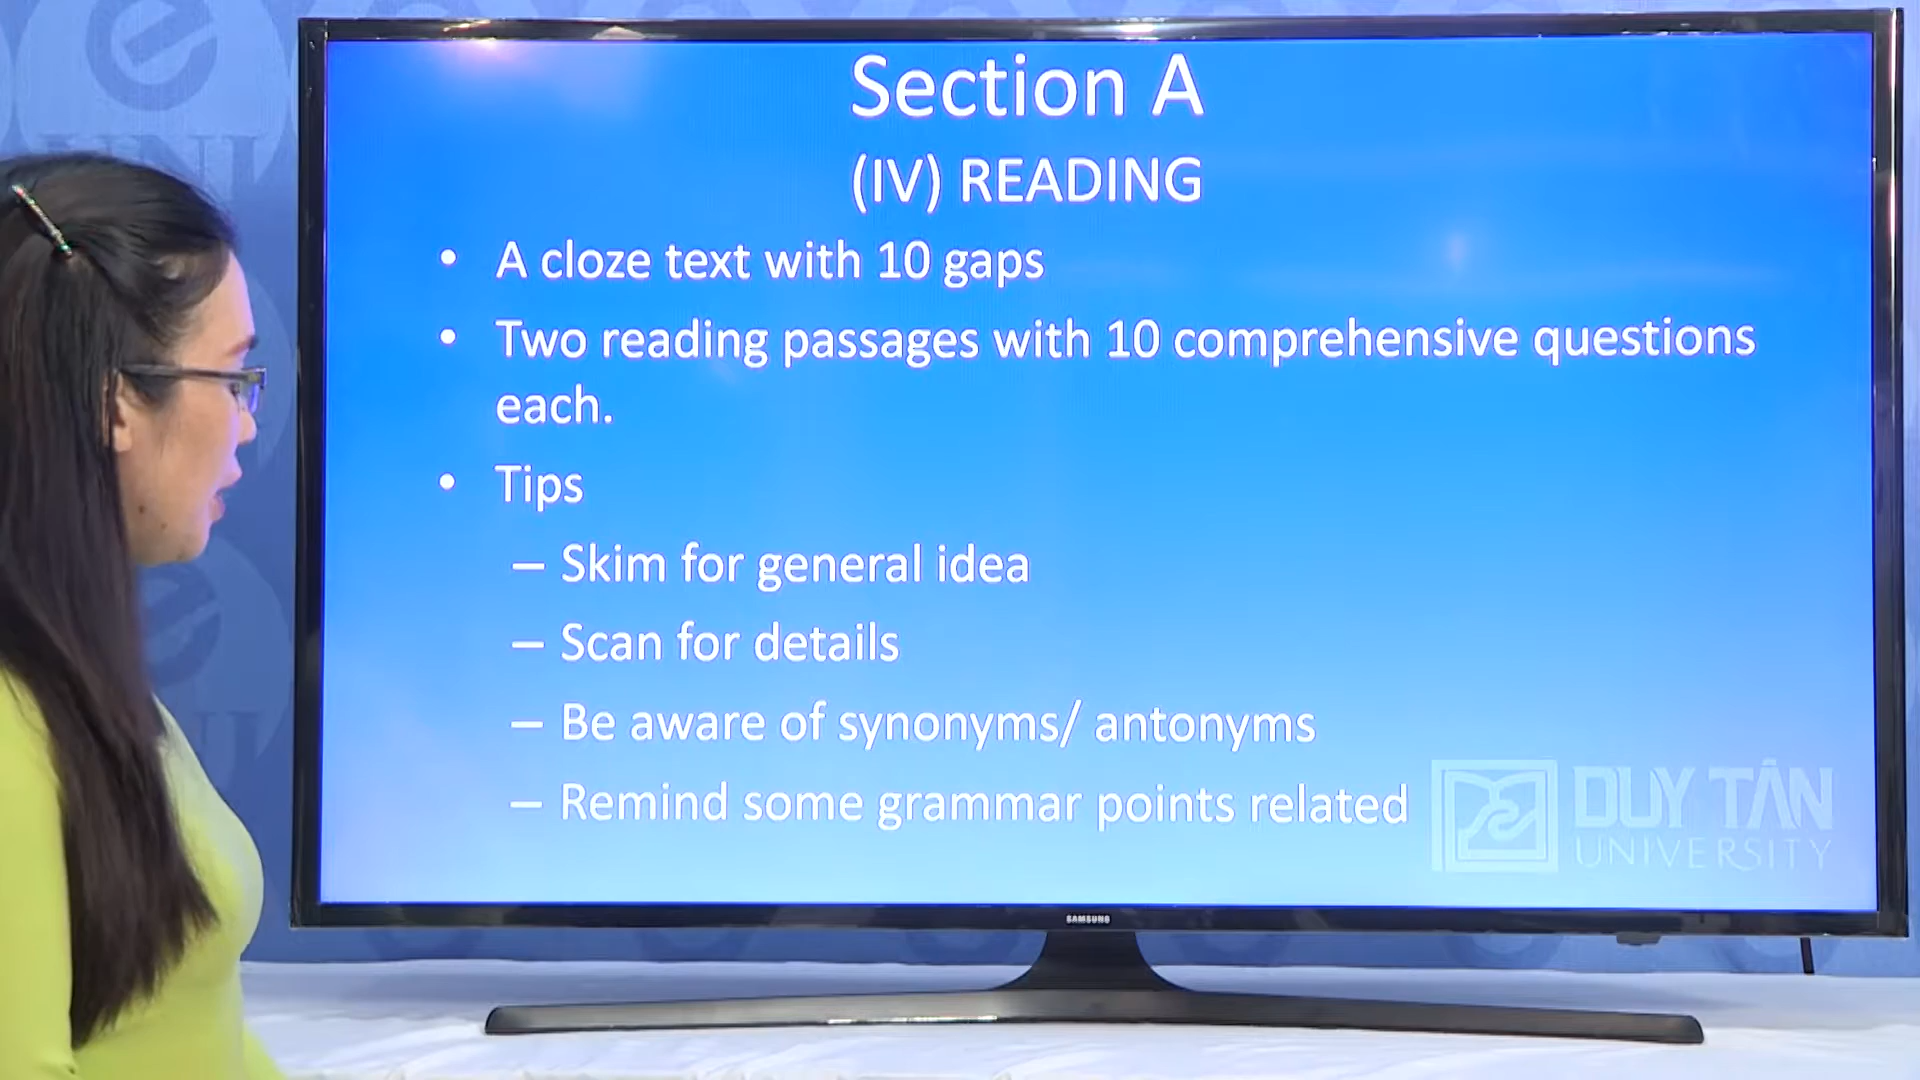 Section A
(IV) READING
• A cloze text with 10 gaps
• Two reading passages with 10 comprehensive questions
each.
• Tips
– Skim for general idea
– Scan for details
– Be aware of synonyms/ antonyms
– Remind some grammar points related
DUY TÂN
UNIVERSITY
SAMSUNG